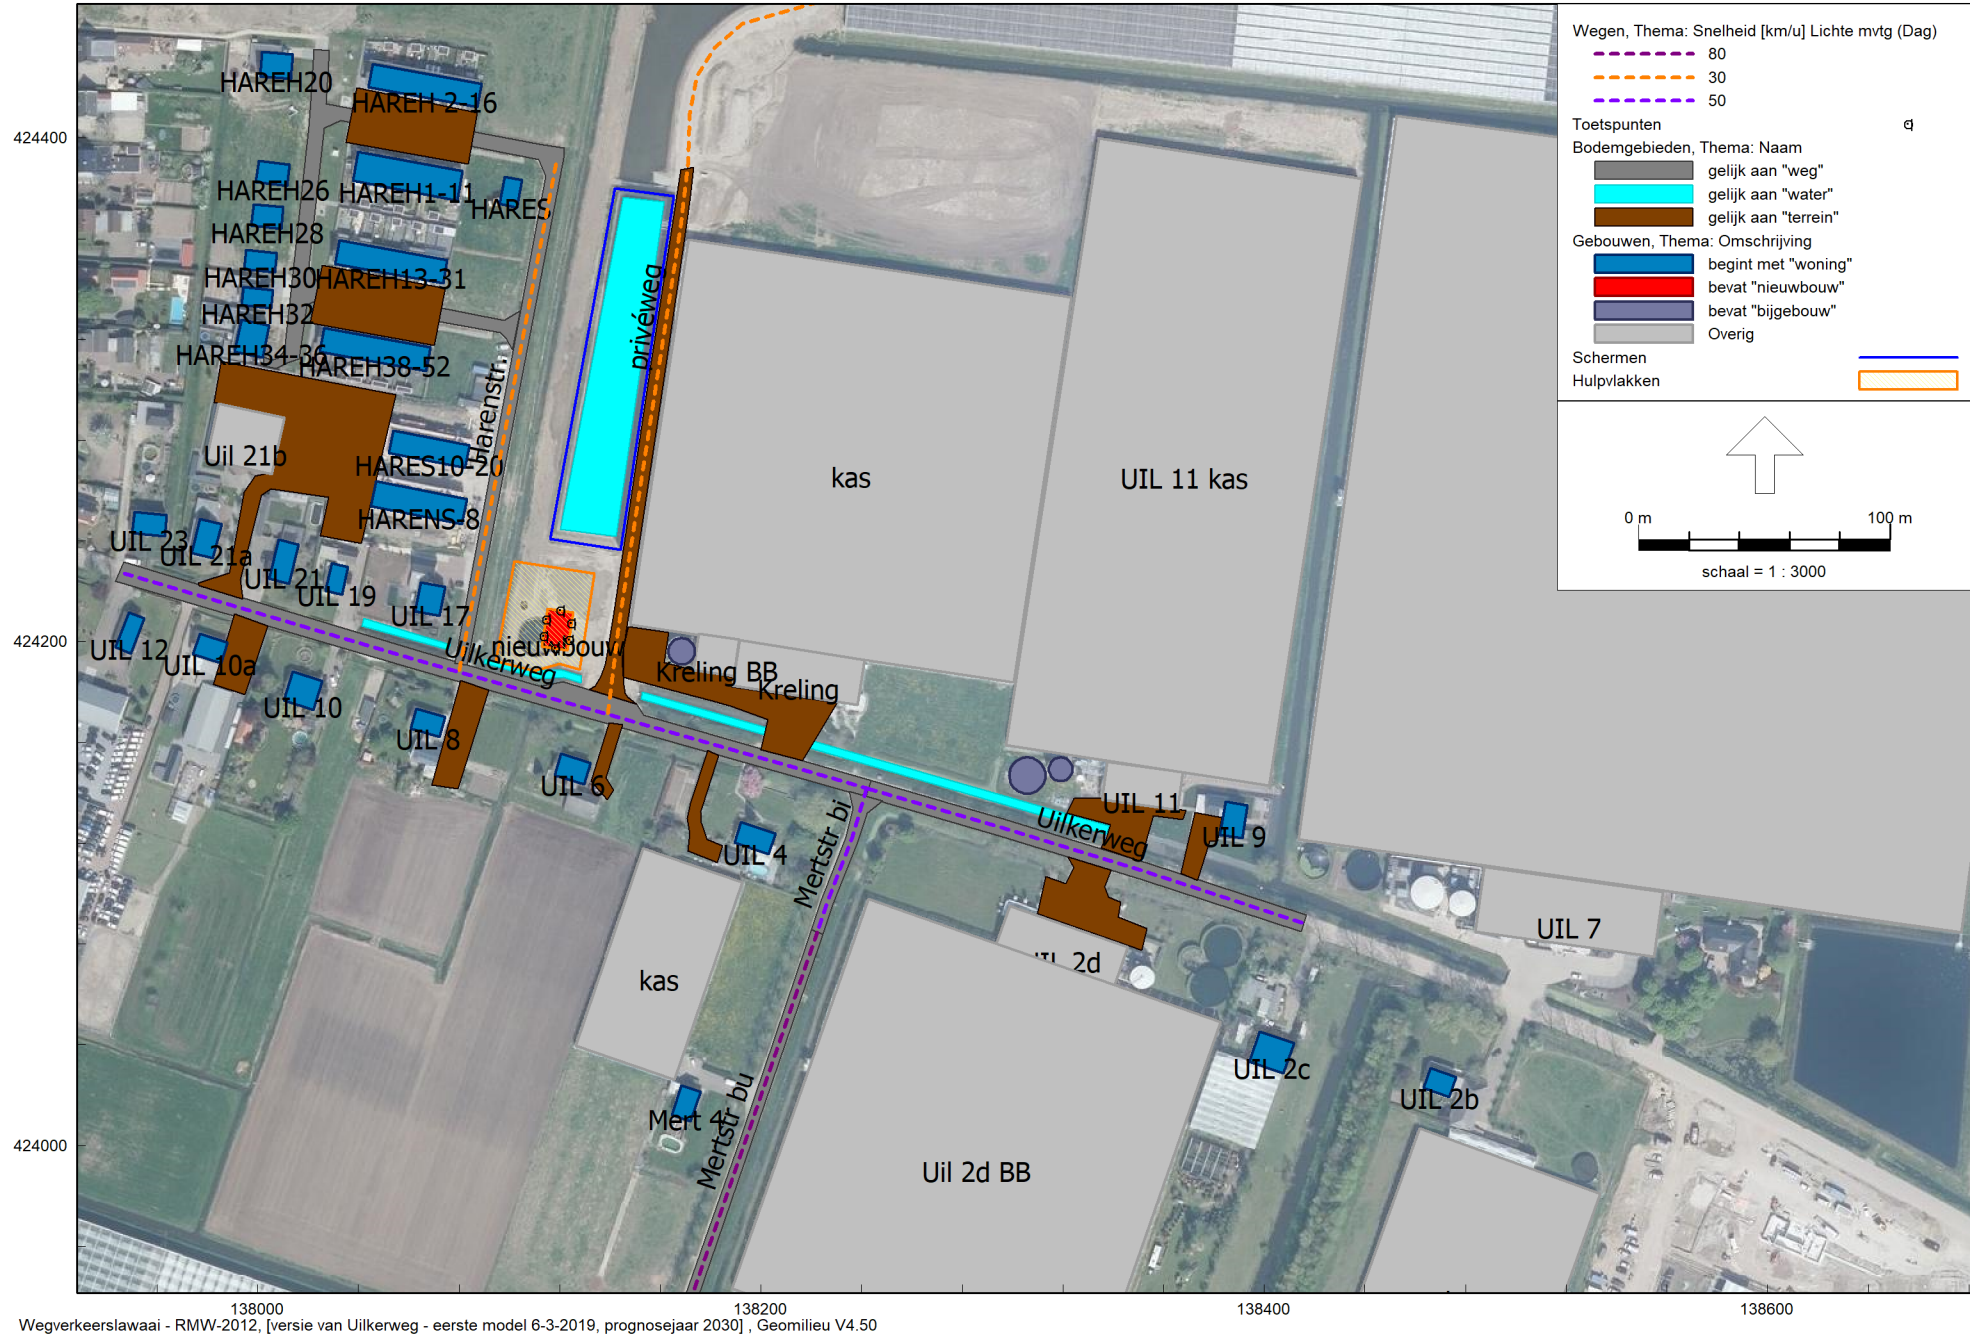 Wegen, Thema: Snelheid [km/u] Lichte mvtg (Dag)
80
30
50
Toetspunten
Bodemgebieden, Thema: Naam
gelijk aan "weg"
gelijk aan "water"
gelijk aan "terrein"
Gebouwen, Thema: Omschrijving
begint met "woning"
bevat "nieuwbouw"
bevat "bijgebouw"
Overig
Schermen
Hulpvlakken
0 m 100 m
schaal = 1 : 3000
424400
424200
424000
138000 138200 138400 138600
HAREH20
HAREH 2-16
HAREH26
HAREH1-11
HARES
HAREH28
HAREH30
HAREH13-31
HAREH32
HAREH34-36
HAREH38-52
privéweg
Harenstr.
Uil 21b
HARES10-20
HARENS-8
kas
UIL 11 kas
UIL 23
UIL 21a
UIL 21
UIL 19
UIL 17
UIL 12
UIL 10a
UIL 10
UIL 8
Uilkerweg
nieuwbouw
Kreling BB
Kreling
UIL 6
UIL 4
Mertstr bi
UIL 11
Uilkerweg
UIL 9
UIL 7
UIL 2d
kas
UIL 2c
UIL 2b
Mert 4
Mertstr bu
Uil 2d BB
Wegverkeerslawaai - RMW-2012, [versie van Uilkerweg - eerste model 6-3-2019, prognosejaar 2030] , Geomilieu V4.50